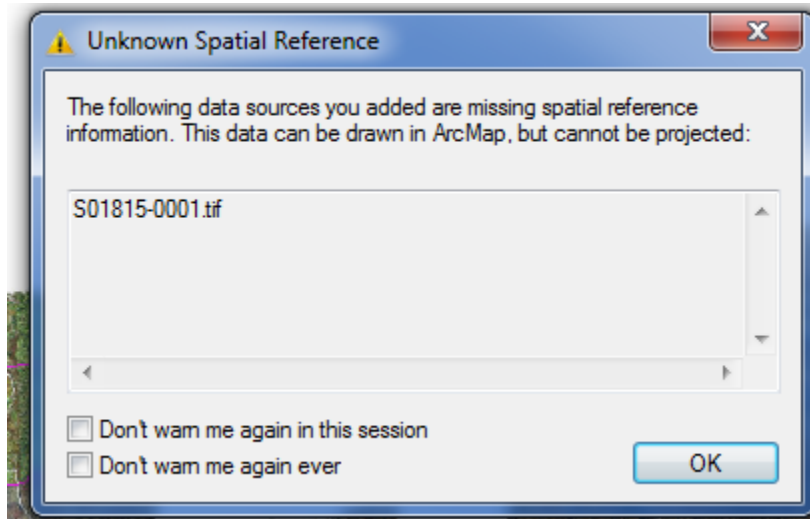 Unknown Spatial Reference
The following data sources you added are missing spatial reference
information. This data can be drawn in ArcMap, but cannot be projected:
S01815-0001.tif
Don't warn me again in this session
Don't warn me again ever
OK